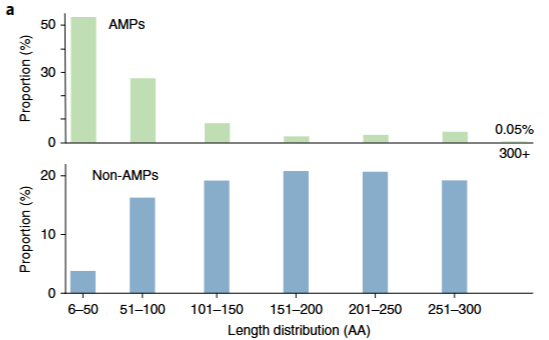 a
AMPs
Proportion (%)
50
30
0
0.05%
300+
Non-AMPs
Proportion (%)
20
10
0
6–50 51–100 101–150 151–200 201–250 251–300
Length distribution (AA)